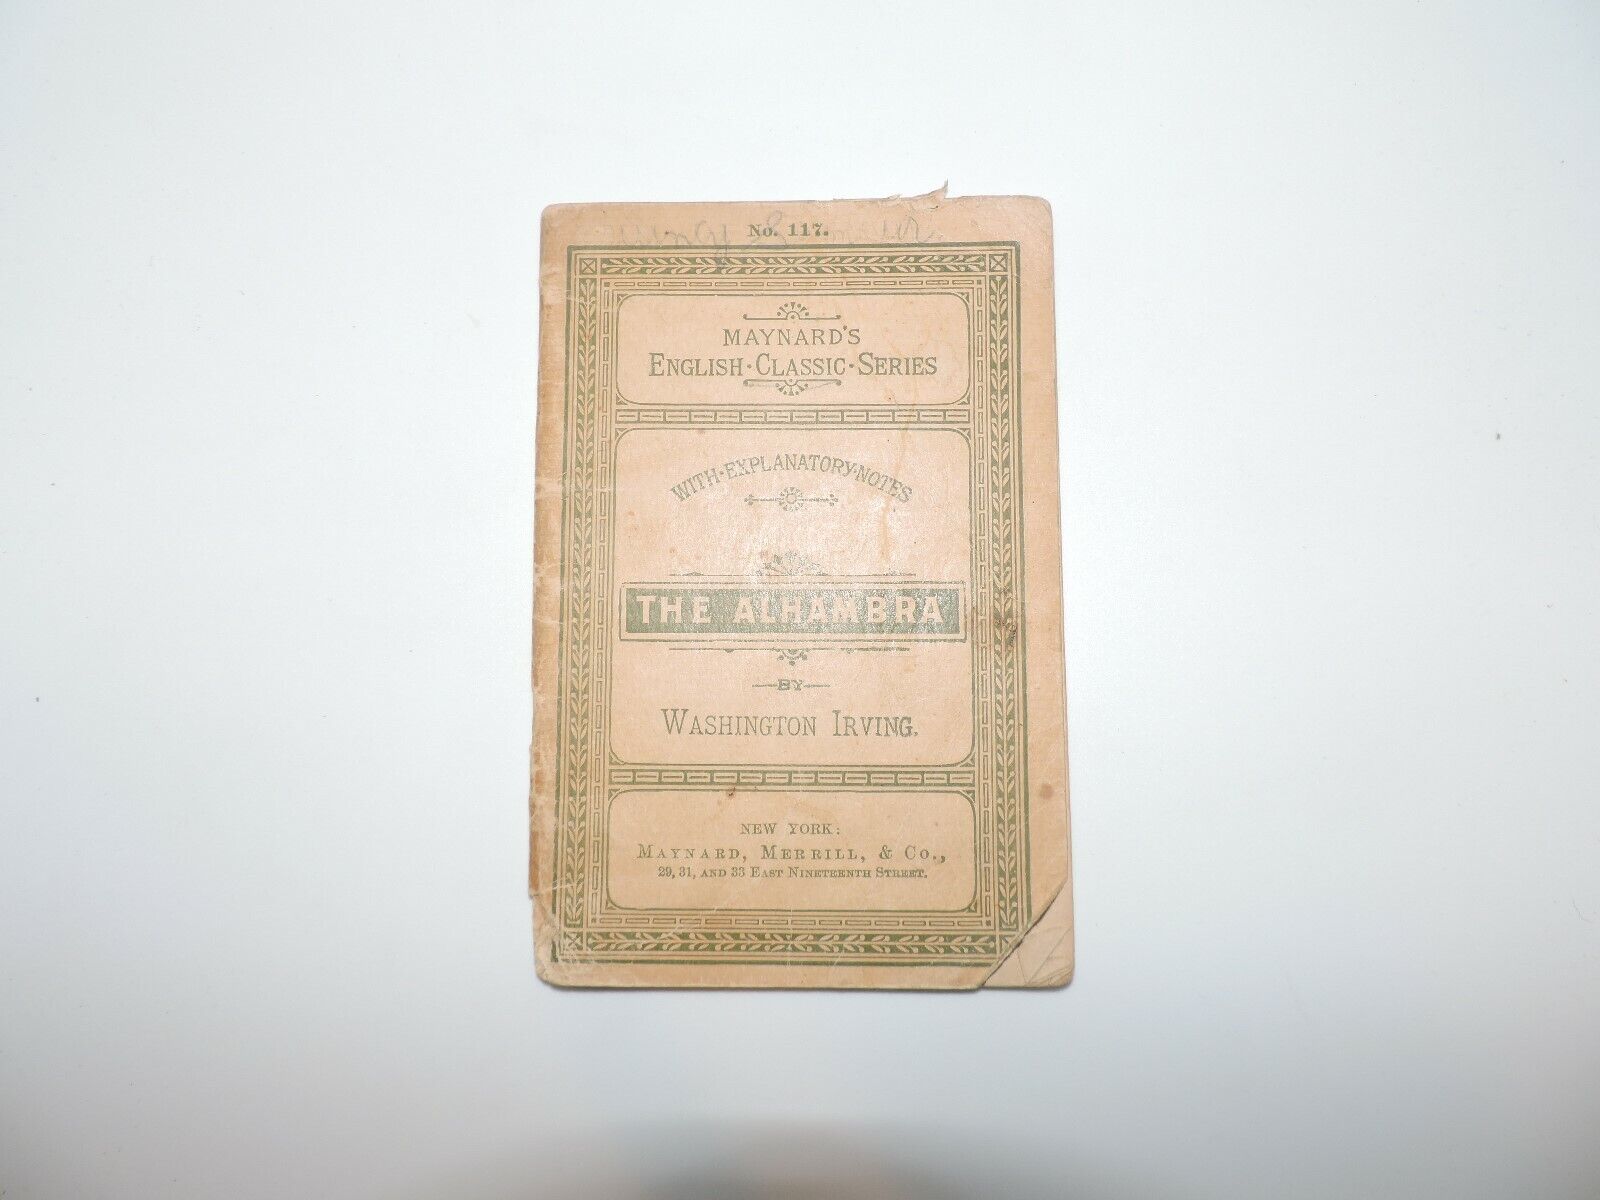 No. 117.
MAYNARD'S
ENGLISH·CLASSIC·SERIES
WITH·EXPLANATORY·NOTES
THE ALHAMBRA
BY
WASHINGTON IRVING.
NEW YORK:
MAYNARD, MERRILL, & CO.,
29, 31, AND 33 EAST NINETEENTH STREET.